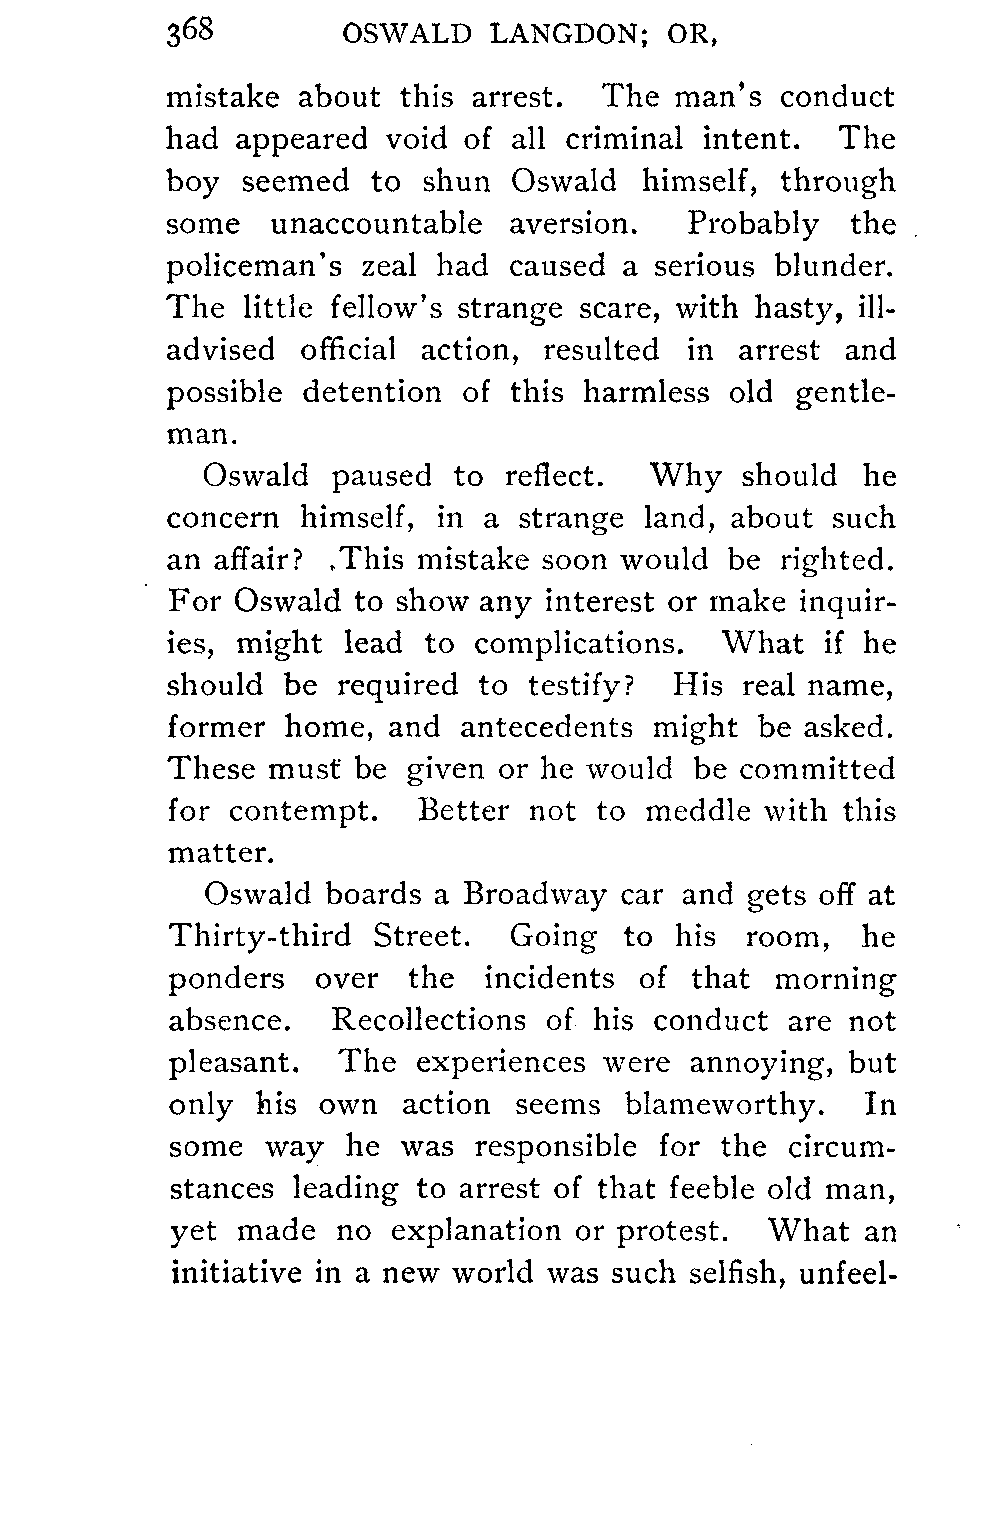 368 OSWALD LANGDON; OR,
mistake about this arrest. The man's conduct
had appeared void of all criminal intent. The
boy seemed to shun Oswald himself, through
some unaccountable aversion. Probably the
policeman's zeal had caused a serious blunder.
The little fellow's strange scare, with hasty, ill-
advised official action, resulted in arrest and
possible detention of this harmless old gentle-
man.
Oswald paused to reflect. Why should he
concern himself, in a strange land, about such
an affair? This mistake soon would be righted.
For Oswald to show any interest or make inquir-
ies, might lead to complications. What if he
should be required to testify? His real name,
former home, and antecedents might be asked.
These must be given or he would be committed
for contempt. Better not to meddle with this
matter.
Oswald boards a Broadway car and gets off at
Thirty-third Street. Going to his room, he
ponders over the incidents of that morning
absence. Recollections of his conduct are not
pleasant. The experiences were annoying, but
only his own action seems blameworthy. In
some way he was responsible for the circum-
stances leading to arrest of that feeble old man,
yet made no explanation or protest. What an
initiative in a new world was such selfish, unfeel-